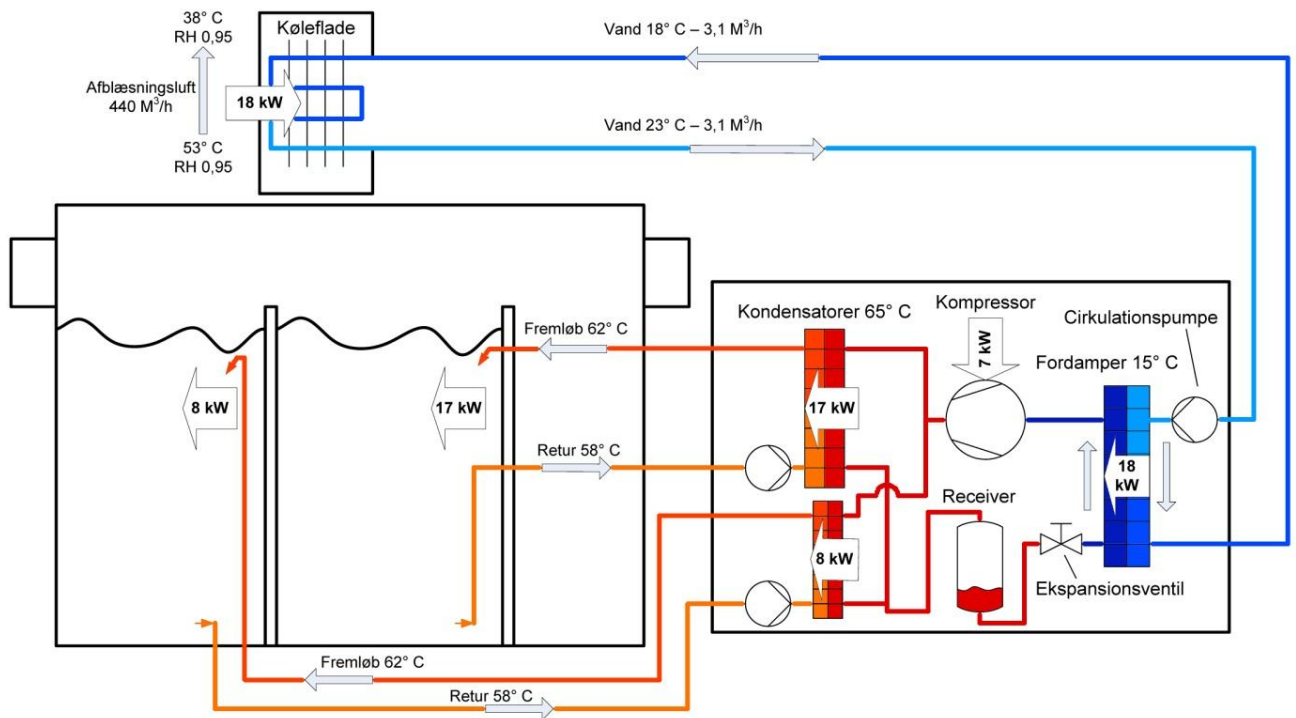 38° C
RH 0,95
Køleflade
Vand 18° C – 3,1 M³/h
Afblæsningsluft
440 M³/h
18 kW
Vand 23° C – 3,1 M³/h
53° C
RH 0,95
Kondensatorer 65° C
Kompressor
Cirkulationspumpe
7 kW
Fremløb 62° C
Fordamper 15° C
8 kW
17 kW
17 kW
Retur 58° C
18
kW
Receiver
8 kW
Ekspansionsventil
Fremløb 62° C
Retur 58° C